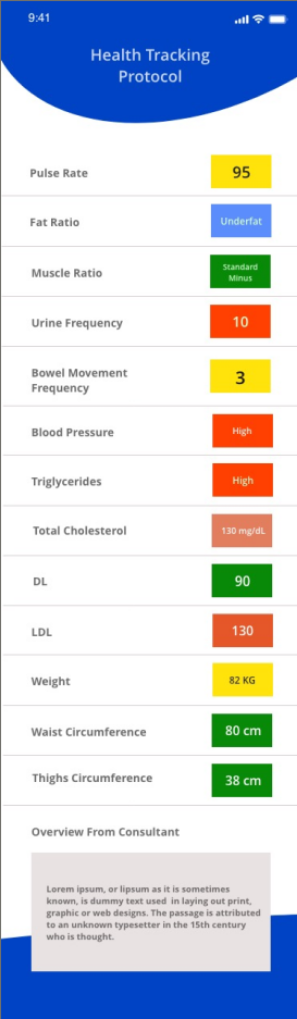 9:41
Health Tracking
Protocol
Pulse Rate
95
Fat Ratio
Underfat
Muscle Ratio
Standard
Minus
Urine Frequency
10
Bowel Movement
Frequency
3
Blood Pressure
High
Triglycerides
High
Total Cholesterol
130 mg/dL
DL
90
LDL
130
Weight
82 KG
Waist Circumference
80 cm
Thighs Circumference
38 cm
Overview From Consultant
Lorem ipsum, or lipsum as it is sometimes
known, is dummy text used in laying out print,
graphic or web designs. The passage is attributed
to an unknown typesetter in the 15th century
who is thought.